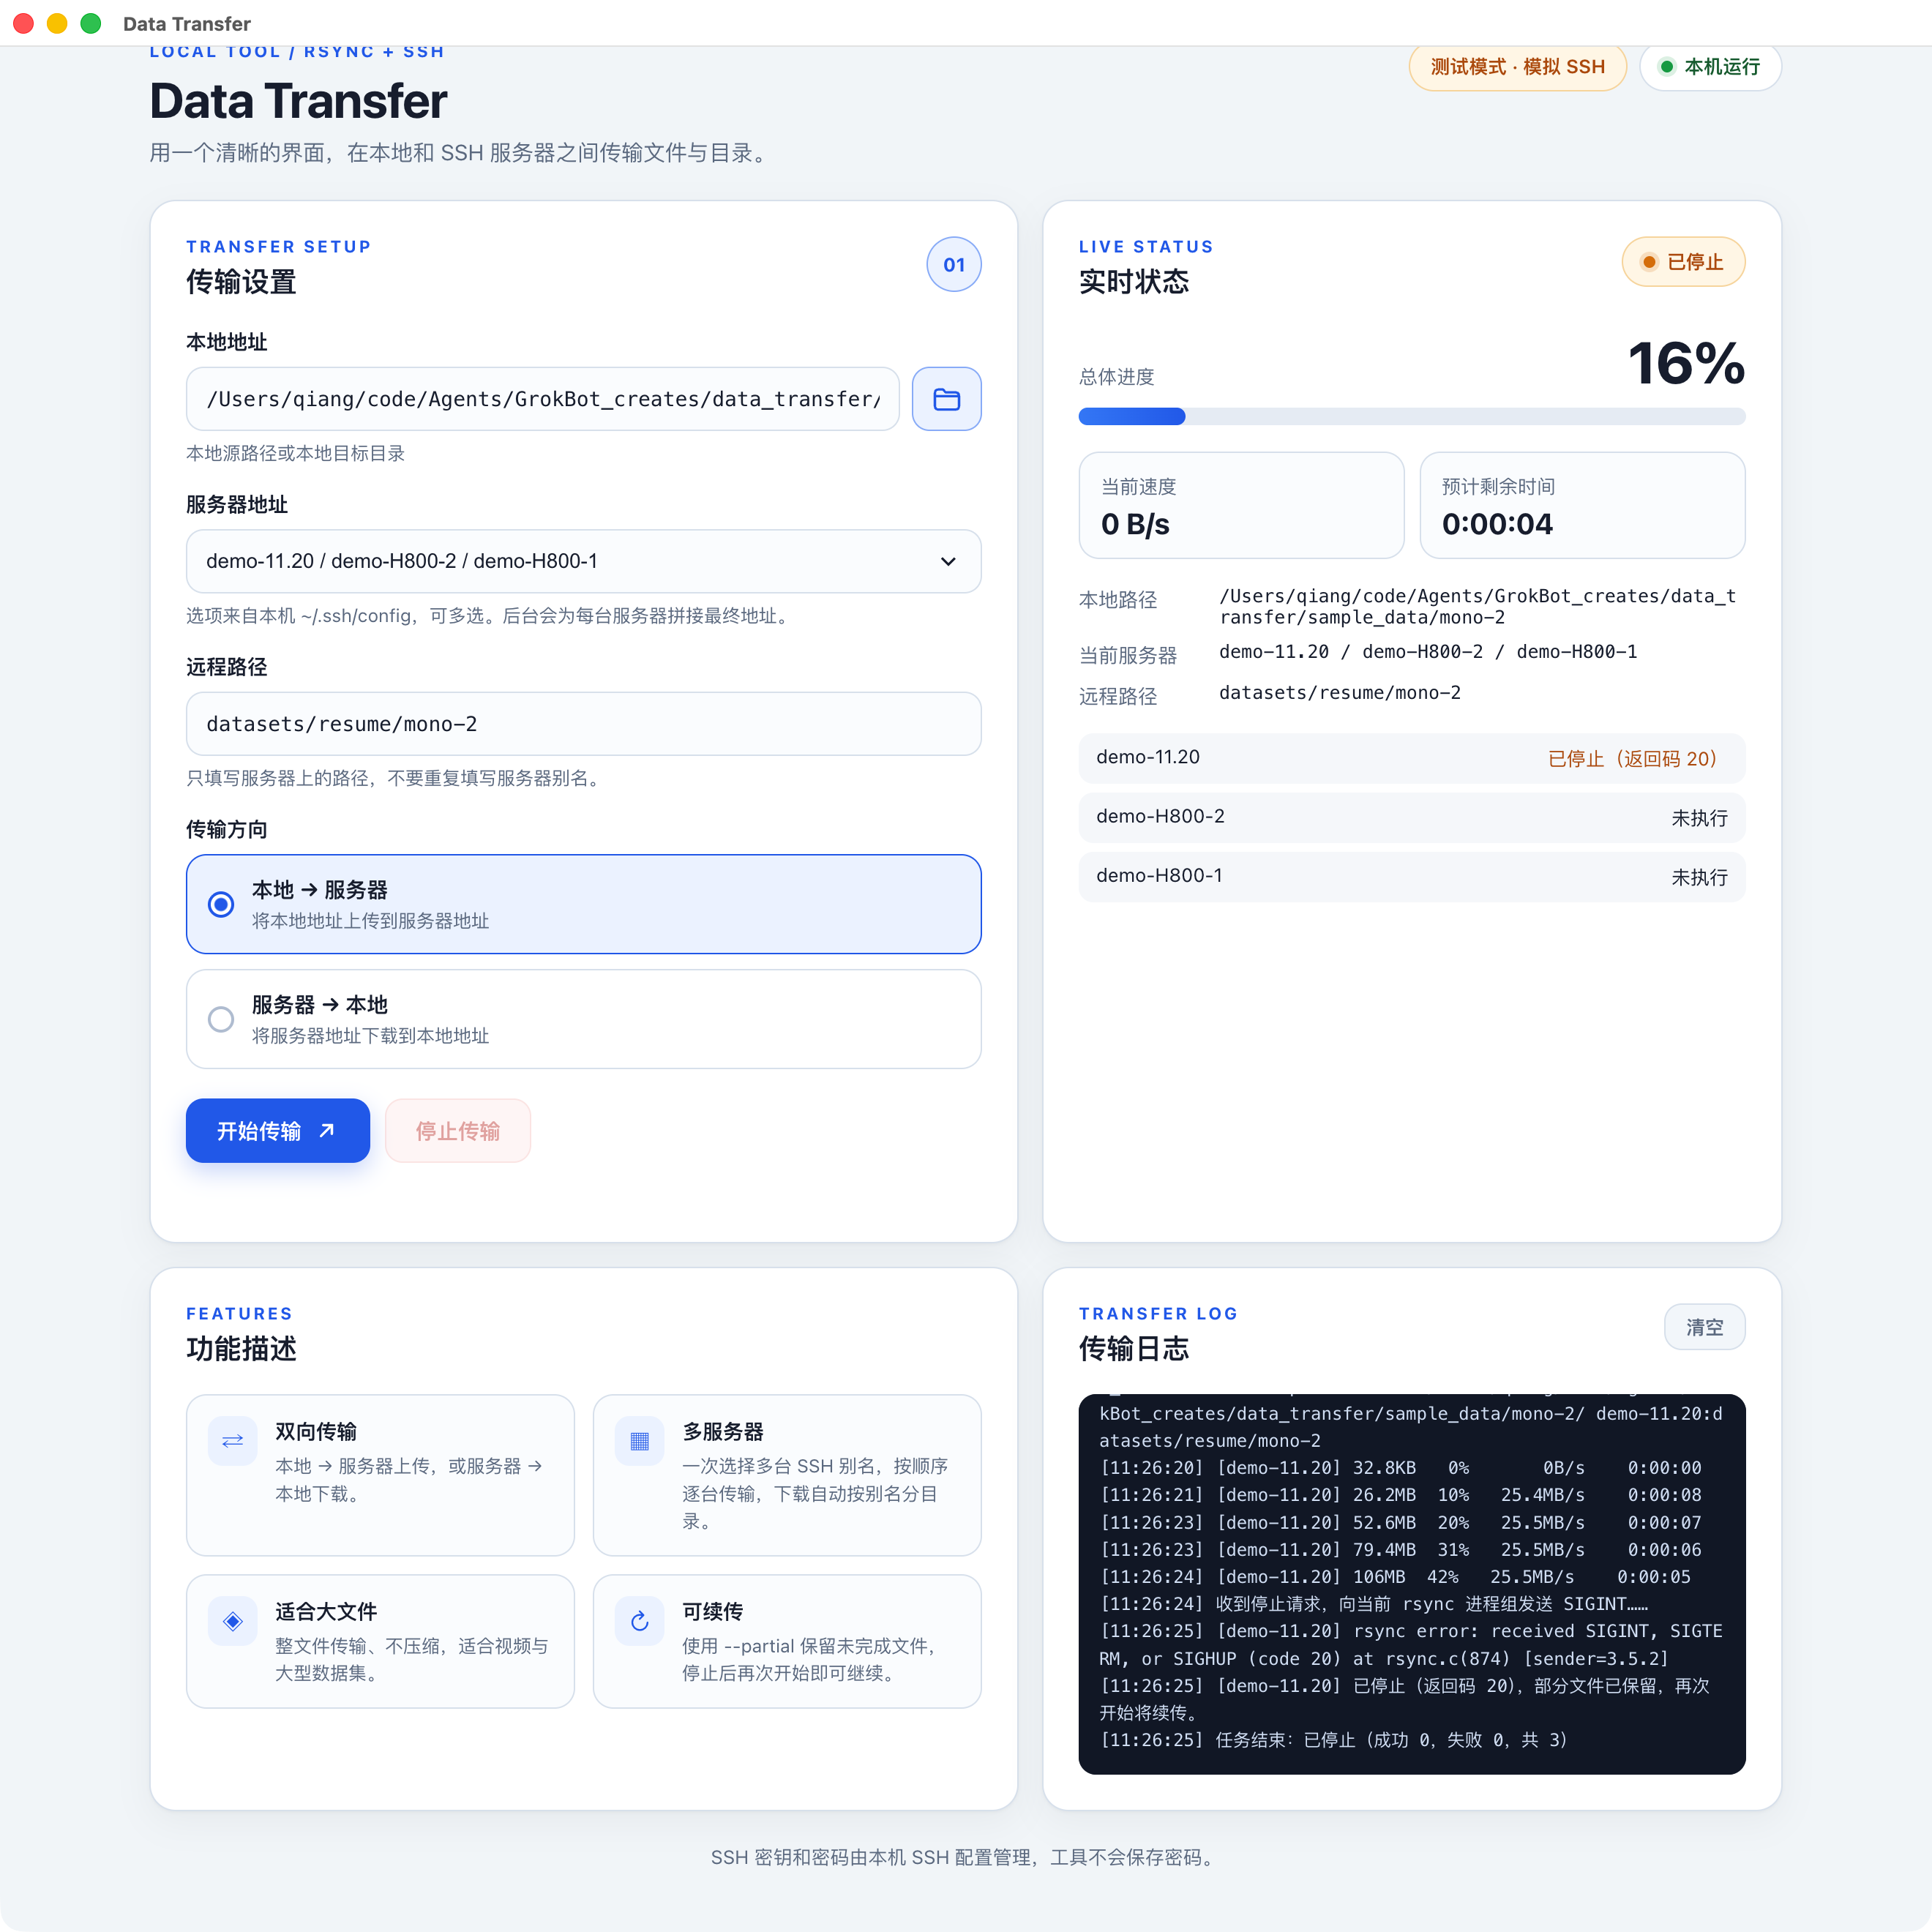 Data Transfer
LOCAL TOOL / RSYNC + SSH
Data Transfer
用一个清晰的界面，在本地和 SSH 服务器之间传输文件与目录。
测试模式 · 模拟 SSH
本机运行
TRANSFER SETUP
传输设置
01
本地地址
/Users/qiang/code/Agents/GrokBot_creates/data_transfer/
本地源路径或本地目标目录
服务器地址
demo-11.20 / demo-H800-2 / demo-H800-1
选项来自本机 ~/.ssh/config，可多选。后台会为每台服务器拼接最终地址。
远程路径
datasets/resume/mono-2
只填写服务器上的路径，不要重复填写服务器别名。
传输方向
本地 → 服务器
将本地地址上传到服务器地址
服务器 → 本地
将服务器地址下载到本地地址
开始传输 ↗
停止传输
LIVE STATUS
实时状态
已停止
总体进度
16%
当前速度
0 B/s
预计剩余时间
0:00:04
本地路径
/Users/qiang/code/Agents/GrokBot_creates/data_t
ransfer/sample_data/mono-2
当前服务器
demo-11.20 / demo-H800-2 / demo-H800-1
远程路径
datasets/resume/mono-2
demo-11.20 已停止（返回码 20）
demo-H800-2 未执行
demo-H800-1 未执行
FEATURES
功能描述
双向传输
本地 → 服务器上传，或服务器 →
本地下载。
多服务器
一次选择多台 SSH 别名，按顺序
逐台传输，下载自动按别名分目
录。
适合大文件
整文件传输、不压缩，适合视频与
大型数据集。
可续传
使用 --partial 保留未完成文件，
停止后再次开始即可继续。
TRANSFER LOG
传输日志
清空
kBot_creates/data_transfer/sample_data/mono-2/ demo-11.20:d
atasets/resume/mono-2
[11:26:20] [demo-11.20] 32.8KB 0% 0B/s 0:00:00
[11:26:21] [demo-11.20] 26.2MB 10% 25.4MB/s 0:00:08
[11:26:23] [demo-11.20] 52.6MB 20% 25.5MB/s 0:00:07
[11:26:23] [demo-11.20] 79.4MB 31% 25.5MB/s 0:00:06
[11:26:24] [demo-11.20] 106MB 42% 25.5MB/s 0:00:05
[11:26:24] 收到停止请求，向当前 rsync 进程组发送 SIGINT……
[11:26:25] [demo-11.20] rsync error: received SIGINT, SIGTE
RM, or SIGHUP (code 20) at rsync.c(874) [sender=3.5.2]
[11:26:25] [demo-11.20] 已停止（返回码 20），部分文件已保留，再次
开始将续传。
[11:26:25] 任务结束：已停止（成功 0，失败 0，共 3）
SSH 密钥和密码由本机 SSH 配置管理，工具不会保存密码。